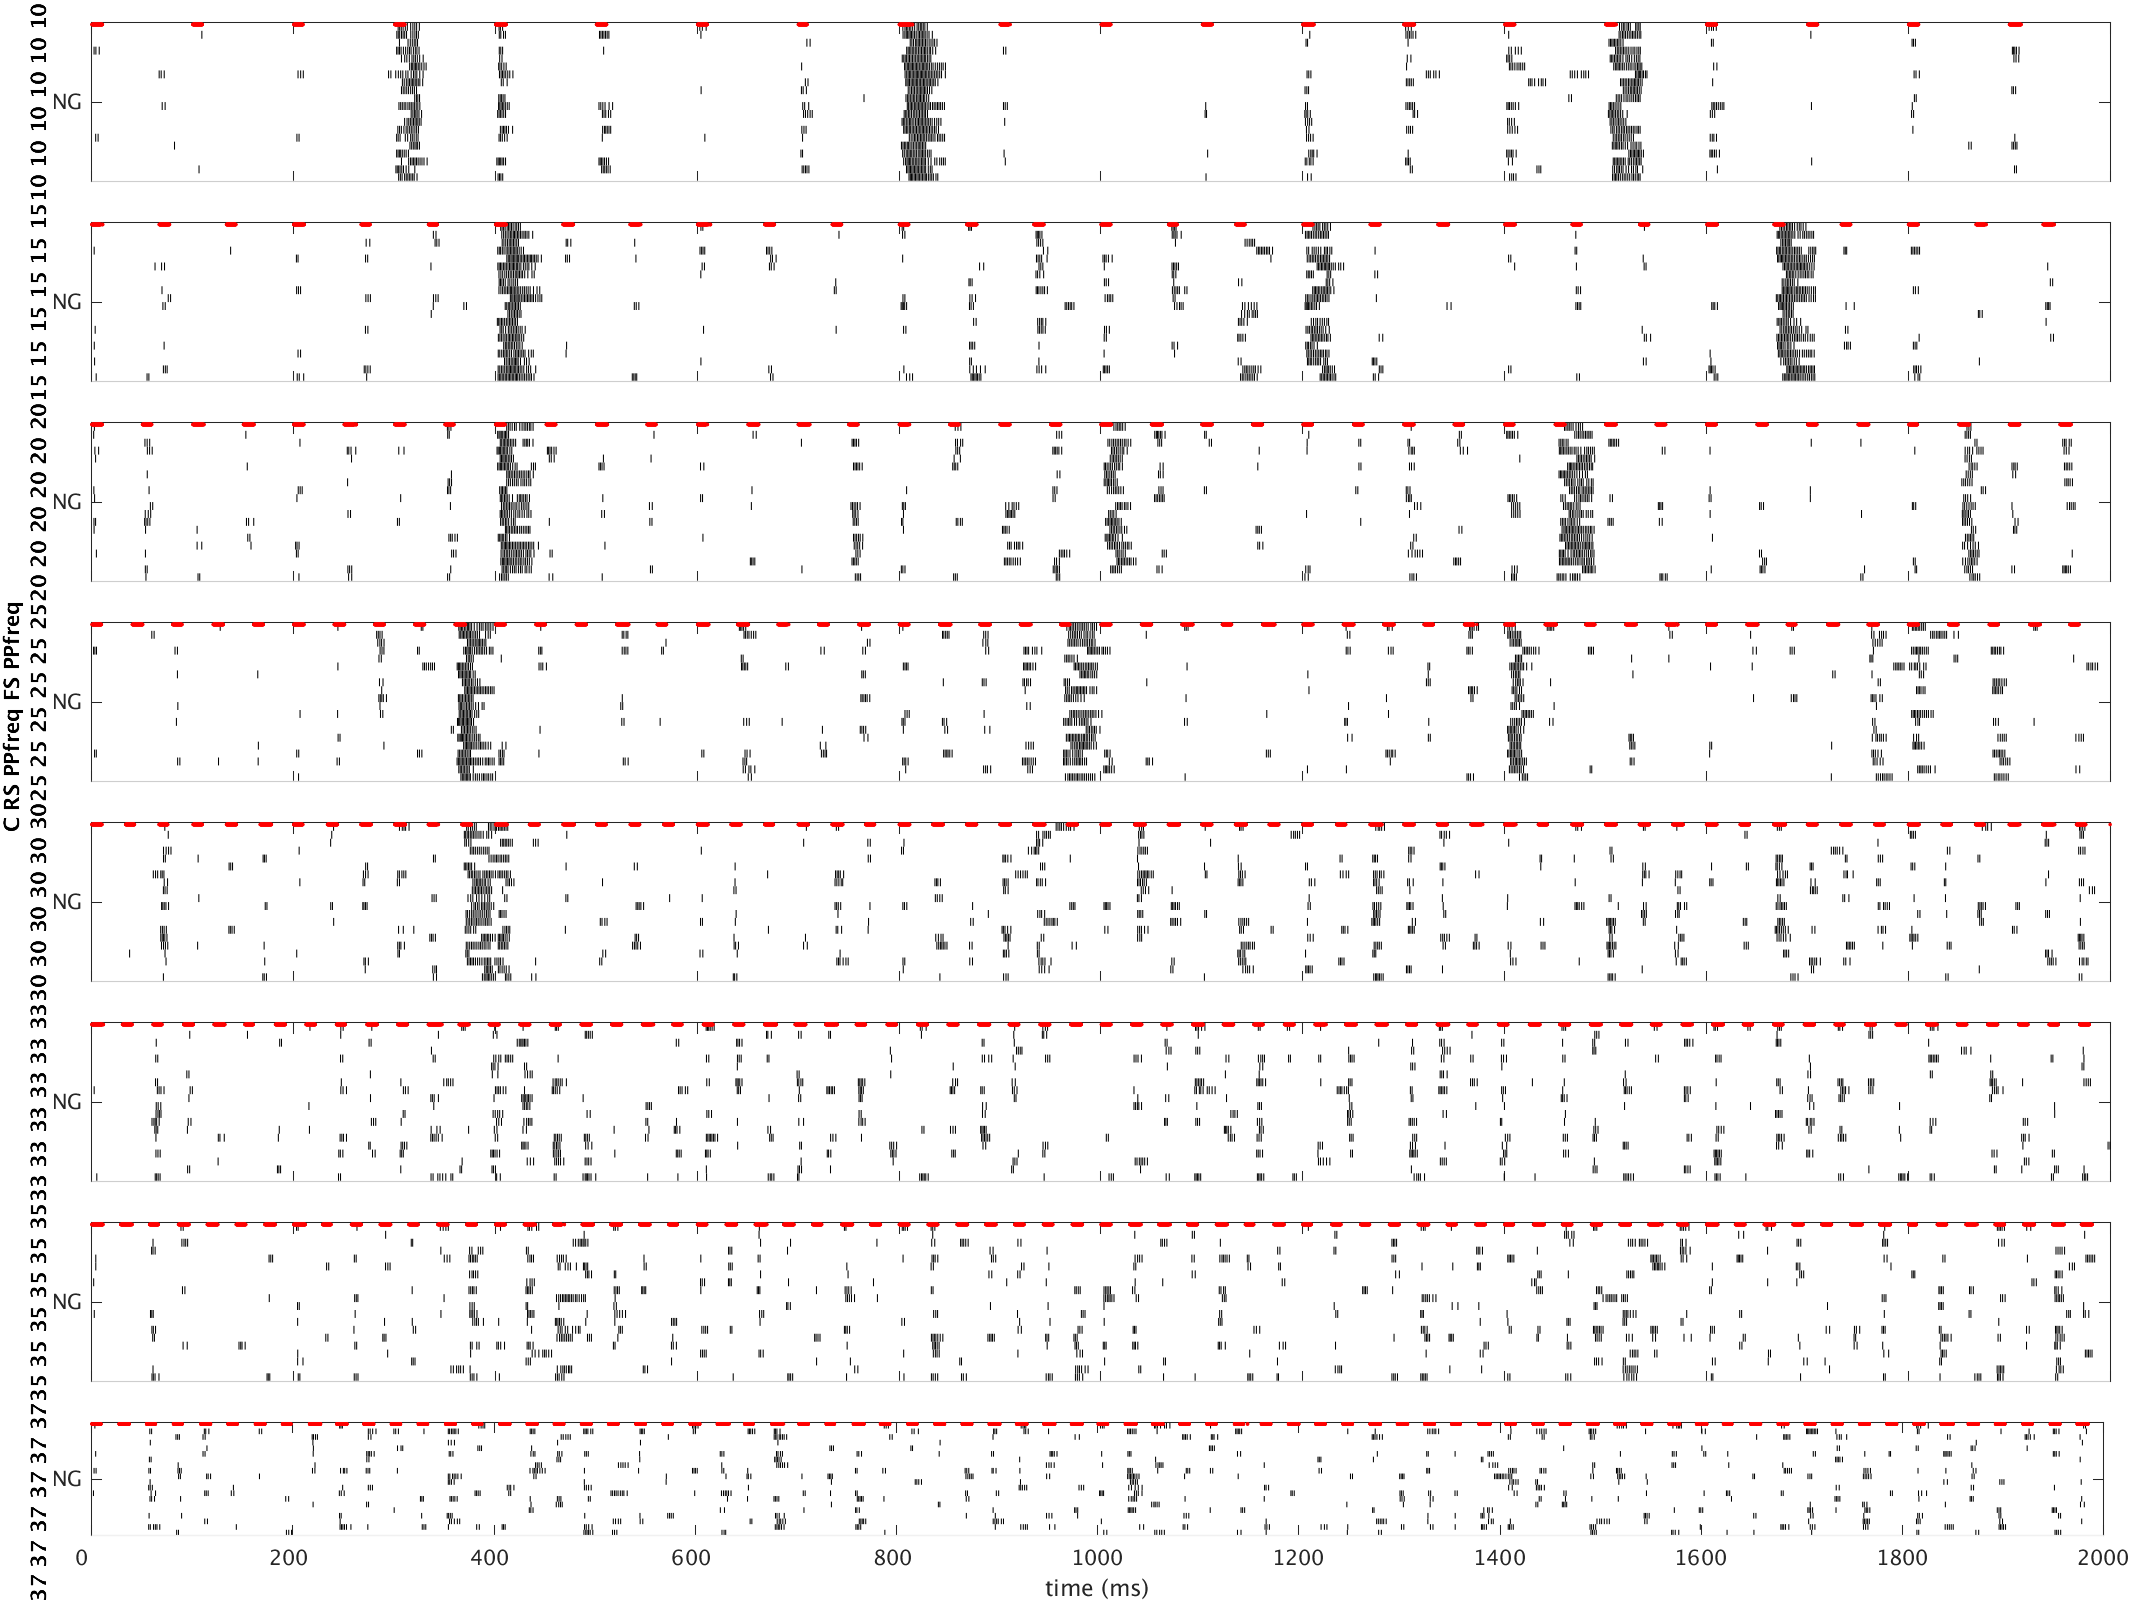 C RS PPfreq FS PPfreq
10 10 10 10 10 10
NG
15 15 15 15 15 15
NG
20 20 20 20 20 20
NG
25 25 25 25 25 25
NG
30 30 30 30 30 30
NG
33 33 33 33 33 33
NG
35 35 35 35 35 35
NG
37 37 37 37 37 37
NG
0 200 400 600 800 1000 1200 1400 1600 1800 2000
time (ms)